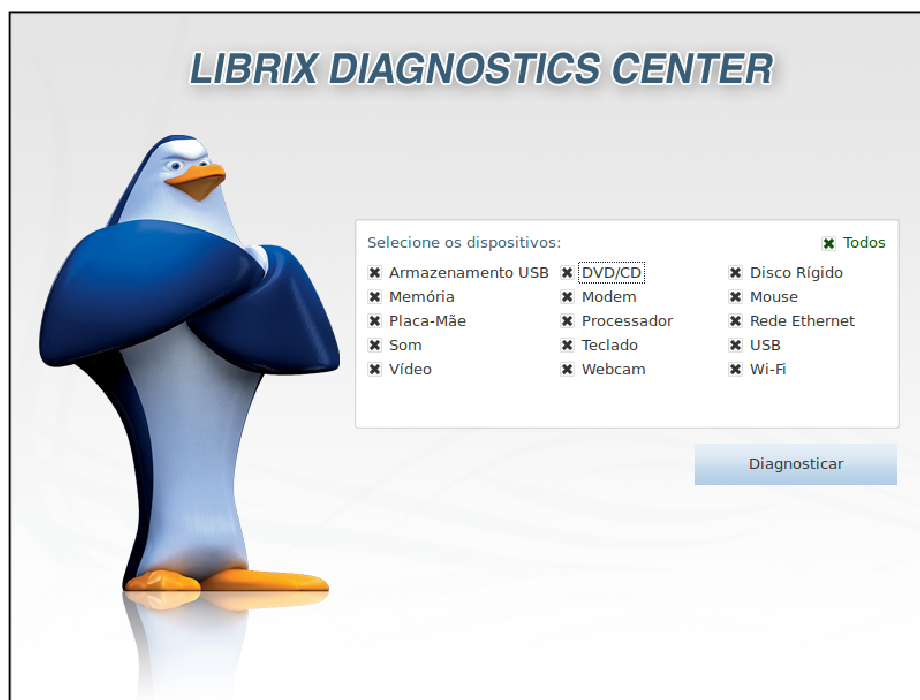 LIBRIX DIAGNOSTICS CENTER
Selecione os dispositivos: Todos
Armazenamento USB DVD/CD Disco Rígido
Memória Modem Mouse
Placa-Mãe Processador Rede Ethernet
Som Teclado USB
Vídeo Webcam Wi-Fi
Diagnosticar